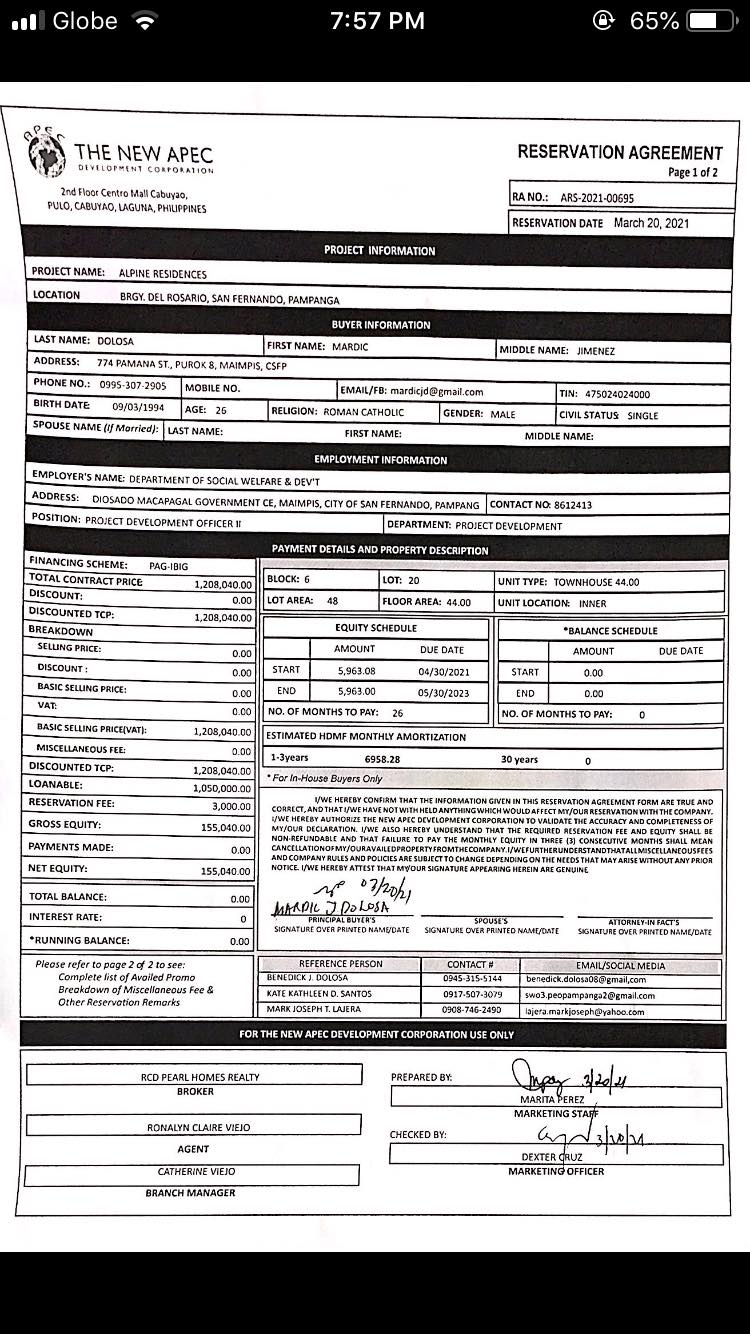 Globe 7:57 PM 65%
APEC
THE NEW APEC
DEVELOPMENT CORPORATION
2nd Floor Centro Mall Cabuyao,
PULO, CABUYAO, LAGUNA, PHILIPPINES
RESERVATION AGREEMENT
Page 1 of 2
RA NO.: ARS-2021-00695
RESERVATION DATE March 20, 2021
PROJECT INFORMATION
PROJECT NAME: ALPINE RESIDENCES
LOCATION BRGY. DEL ROSARIO, SAN FERNANDO, PAMPANGA
BUYER INFORMATION
LAST NAME: DOLOSA FIRST NAME: MARDIC MIDDLE NAME: JIMENEZ
ADDRESS: 774 PAMANA ST., PUROK 8, MAIMPIS, CSFP
PHONE NO.: 0995-307-2905 MOBILE NO. EMAIL/FB: mardicjd@gmail.com TIN: 475024024000
BIRTH DATE: 09/03/1994 AGE: 26 RELIGION: ROMAN CATHOLIC GENDER: MALE CIVIL STATUS: SINGLE
SPOUSE NAME (If Married): LAST NAME: FIRST NAME: MIDDLE NAME:
EMPLOYMENT INFORMATION
EMPLOYER'S NAME: DEPARTMENT OF SOCIAL WELFARE & DEV'T
ADDRESS: DIOSADO MACAPAGAL GOVERNMENT CE, MAIMPIS, CITY OF SAN FERNANDO, PAMPANG CONTACT NO: 8612413
POSITION: PROJECT DEVELOPMENT OFFICER II DEPARTMENT: PROJECT DEVELOPMENT
PAYMENT DETAILS AND PROPERTY DESCRIPTION
FINANCING SCHEME: PAG-IBIG
TOTAL CONTRACT PRICE 1,208,040.00
DISCOUNT: 0.00
DISCOUNTED TCP: 1,208,040.00
BREAKDOWN
SELLING PRICE: 0.00
DISCOUNT : 0.00
BASIC SELLING PRICE: 0.00
VAT: 0.00
BASIC SELLING PRICE(VAT): 1,208,040.00
MISCELLANEOUS FEE: 0.00
DISCOUNTED TCP: 1,208,040.00
LOANABLE: 1,050,000.00
RESERVATION FEE: 3,000.00
GROSS EQUITY: 155,040.00
PAYMENTS MADE: 0.00
NET EQUITY: 155,040.00
TOTAL BALANCE: 0.00
INTEREST RATE: 0
*RUNNING BALANCE: 0.00
Please refer to page 2 of 2 to see:
Complete list of Availed Promo
Breakdown of Miscellaneous Fee &
Other Reservation Remarks
BLOCK: 6 LOT: 20 UNIT TYPE: TOWNHOUSE 44.00
LOT AREA: 48 FLOOR AREA: 44.00 UNIT LOCATION: INNER
EQUITY SCHEDULE
AMOUNT DUE DATE
START 5,963.08 04/30/2021
END 5,963.00 05/30/2023
NO. OF MONTHS TO PAY: 26
*BALANCE SCHEDULE
AMOUNT DUE DATE
START 0.00
END 0.00
NO. OF MONTHS TO PAY: 0
ESTIMATED HDMF MONTHLY AMORTIZATION
1-3years 6958.28 30 years 0
* For In-House Buyers Only
I/WE HEREBY CONFIRM THAT THE INFORMATION GIVEN IN THIS RESERVATION AGREEMENT FORM ARE TRUE AND
CORRECT, AND THAT I/WE HAVE NOT WITH HELD ANYTHING WHICH WOULD AFFECT MY/OUR RESERVATION WITH THE COMPANY.
I/WE HEREBY AUTHORIZE THE NEW APEC DEVELOPMENT CORPORATION TO VALIDATE THE ACCURACY AND COMPLETENESS OF
MY/OUR DECLARATION. I/WE ALSO HEREBY UNDERSTAND THAT THE REQUIRED RESERVATION FEE AND EQUITY SHALL BE
NON-REFUNDABLE AND THAT FAILURE TO PAY THE MONTHLY EQUITY IN THREE (3) CONSECUTIVE MONTHS SHALL MEAN
CANCELLATION OF MY/OUR AVAILED PROPERTY FROM THE COMPANY. I/WE FURTHER UNDERSTAND THAT ALL MISCELLANEOUS FEES
AND COMPANY RULES AND POLICIES ARE SUBJECT TO CHANGE DEPENDING ON THE NEEDS THAT MAY ARISE WITHOUT ANY PRIOR
NOTICE. I/WE HEREBY ATTEST THAT MY/OUR SIGNATURE APPEARING HEREIN ARE GENUINE.
03/20/21
MARDIC J DOLOSA
PRINCIPAL BUYER'S SPOUSE'S ATTORNEY-IN FACT'S
SIGNATURE OVER PRINTED NAME/DATE SIGNATURE OVER PRINTED NAME/DATE SIGNATURE OVER PRINTED NAME/DATE
REFERENCE PERSON CONTACT # EMAIL/SOCIAL MEDIA
BENEDICK J. DOLOSA 0945-315-5144 benedick.dolosa08@gmail,com
KATE KATHLEEN D. SANTOS 0917-507-3079 swo3.peopampanga2@gmail.com
MARK JOSEPH T. LAJERA 0908-746-2490 lajera.markjoseph@yahoo.com
FOR THE NEW APEC DEVELOPMENT CORPORATION USE ONLY
RCD PEARL HOMES REALTY
BROKER
RONALYN CLAIRE VIEJO
AGENT
CATHERINE VIEJO
BRANCH MANAGER
PREPARED BY: 3/20/21
MARITA PEREZ
MARKETING STAFF
CHECKED BY: 3/20/21
DEXTER CRUZ
MARKETING OFFICER